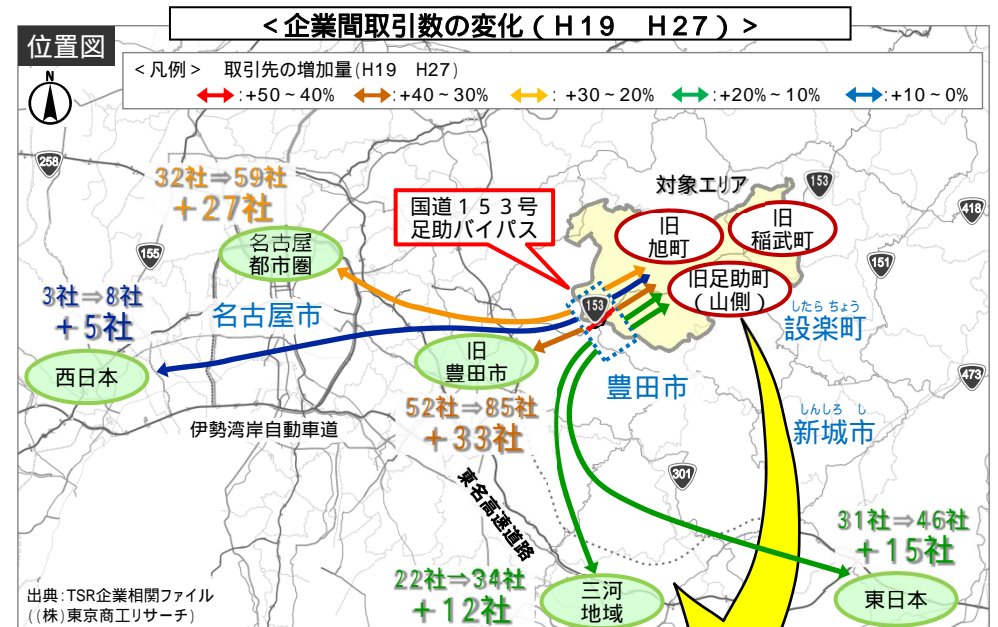 <企業間取引数の変化(H19　H27)>
位置図
N
<凡例>　取引先の増加量(H19　H27)
:+50~40%　:+40~30%　: +30~20%　:+20%~10%　:+10~0%
258
32社⇒59社
+27社
対象エリア
153
国道153号
足助バイパス
418
旧
旭町
旧
稲武町
155
名古屋
都市圏
151
旧足助町
(山側)
3社⇒8社
+5社
名古屋市
153
したら ちょう
設楽町
西日本
旧
豊田市
豊田市
473
52社⇒85社
+33社
しんしろ し
新城市
伊勢湾岸自動車道
301
東名高速道路
31社⇒46社
+15社
22社⇒34社
+12社
三河
地域
東日本
出典:TSR企業相関ファイル
((株)東京商工リサーチ)